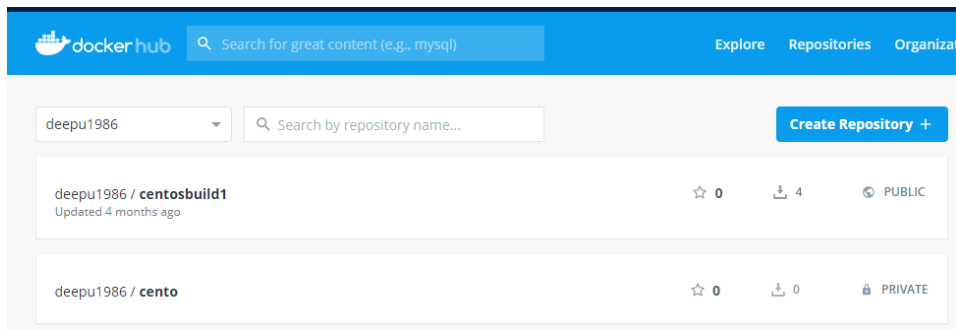 dockerhub Search for great content (e.g., mysql) Explore Repositories Organiza
deepu1986 Search by repository name... Create Repository +
deepu1986 / centosbuild1 0 4 PUBLIC
Updated 4 months ago
deepu1986 / cento 0 0 PRIVATE